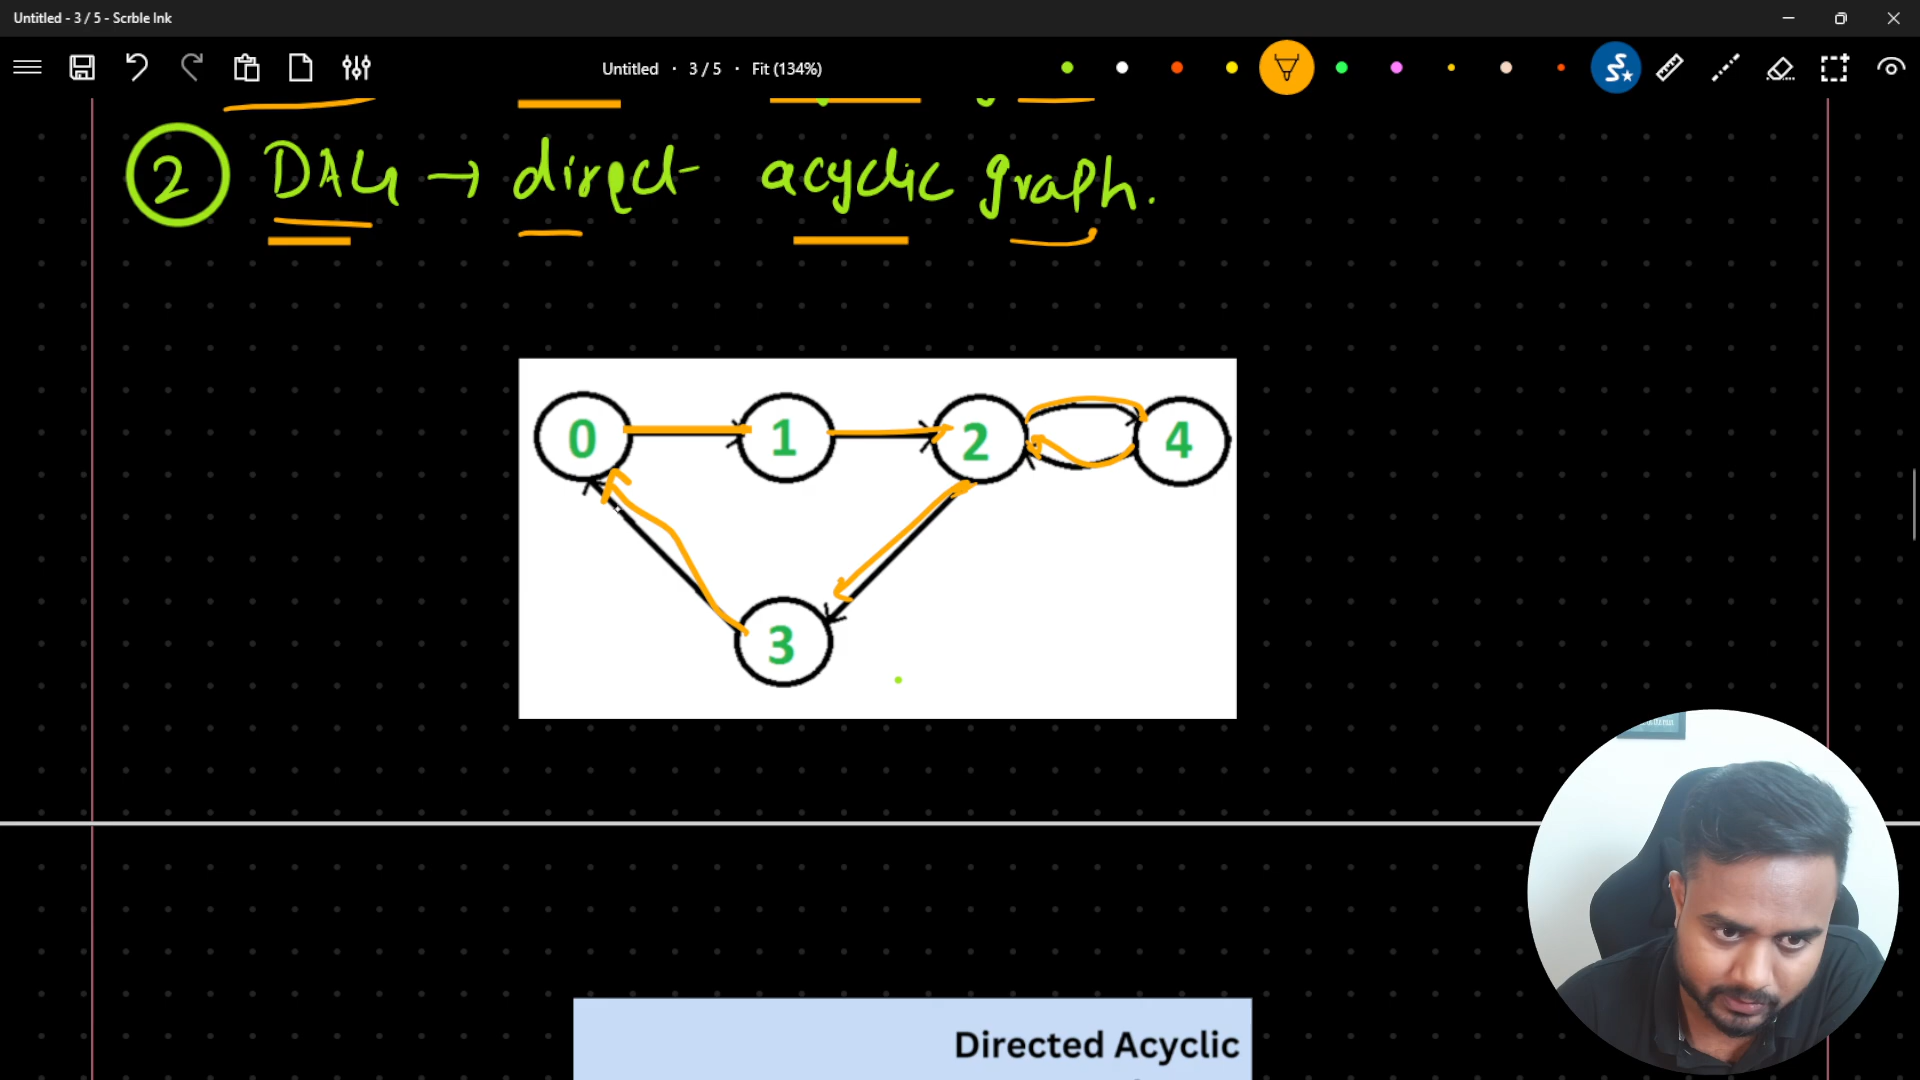 Untitled - 3 / 5 - Scrble Ink
Untitled · 3 / 5 · Fit (134%)
2 DAG → direct acyclic graph.
0 1 2 4
3
Directed Acyclic